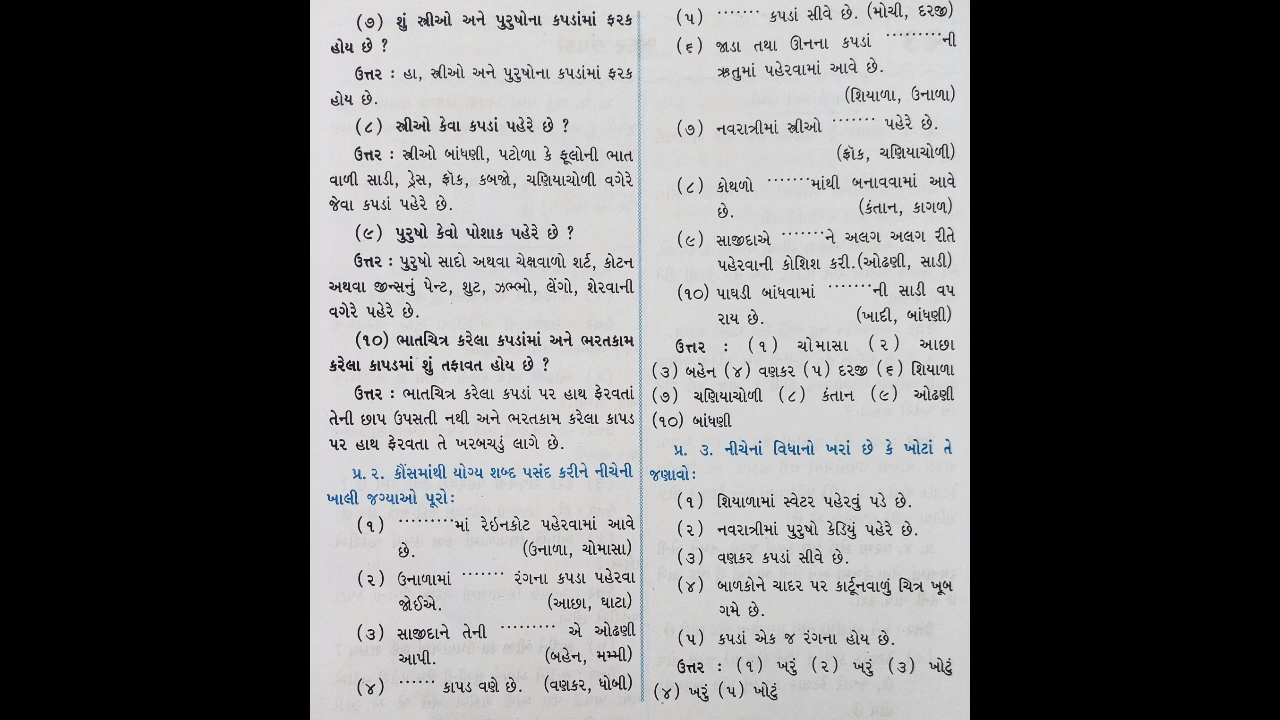 (૭) શું સ્ત્રીઓ અને પુરુષોના કપડાંમાં ફરક
હોય છે ?
ઉત્તર : હા, સ્ત્રીઓ અને પુરુષોના કપડાંમાં ફરક
હોય છે.
(૮) સ્ત્રીઓ કેવા કપડાં પહેરે છે ?
ઉત્તર : સ્ત્રીઓ બાંધણી, પટોળા કે ફૂલોની ભાત
વાળી સાડી, ડ્રેસ, ફ્રૉક, કબજો, ચણિયાચોળી વગેરે
જેવા કપડાં પહેરે છે.
(૯) પુરુષો કેવો પોશાક પહેરે છે ?
ઉત્તર : પુરુષો સાદો અથવા ચેક્ષવાળો શર્ટ, કોટન
અથવા જીન્સનું પેન્ટ, શુટ, ઝભ્ભો, લેંગો, શેરવાની
વગેરે પહેરે છે.
(૧૦) ભાતચિત્ર કરેલા કપડાંમાં અને ભરતકામ
કરેલા કાપડમાં શું તફાવત હોય છે ?
ઉત્તર : ભાતચિત્ર કરેલા કપડાં પર હાથ ફેરવતાં
તેની છાપ ઉપસતી નથી અને ભરતકામ કરેલા કાપડ
પર હાથ ફેરવતા તે ખરબચડું લાગે છે.
પ્ર. ૨. કૌંસમાંથી યોગ્ય શબ્દ પસંદ કરીને નીચેની
ખાલી જગ્યાઓ પૂરો:
(૧) ………માં રેઈનકોટ પહેરવામાં આવે
છે. (ઉનાળા, ચોમાસા)
(૨) ઉનાળામાં ……. રંગના કપડા પહેરવા
જોઈએ. (આછા, ઘાટા)
(૩) સાજીદાને તેની ……… એ ઓઢણી
આપી. (બહેન, મમ્મી)
(૪) …… કાપડ વણે છે. (વણકર, ધોબી)
(૫) ……. કપડાં સીવે છે. (મોચી, દરજી)
(૬) જાડા તથા ઊનના કપડાં ………ની
ઋતુમાં પહેરવામાં આવે છે.
(શિયાળા, ઉનાળા)
(૭) નવરાત્રીમાં સ્ત્રીઓ ……. પહેરે છે.
(ફ્રૉક, ચણિયાચોળી)
(૮) કોથળો …….માંથી બનાવવામાં આવે
છે. (કંતાન, કાગળ)
(૯) સાજીદાએ …….ને અલગ અલગ રીતે
પહેરવાની કોશિશ કરી.(ઓઢણી, સાડી)
(૧૦) પાઘડી બાંધવામાં …….ની સાડી વપ
રાય છે. (ખાદી, બાંધણી)
ઉત્તર : (૧) ચોમાસા (૨) આછા
(૩) બહેન (૪) વણકર (૫) દરજી (૬) શિયાળા
(૭) ચણિયાચોળી (૮) કંતાન (૯) ઓઢણી
(૧૦) બાંધણી
પ્ર. ૩. નીચેનાં વિધાનો ખરાં છે કે ખોટાં તે
જણાવો:
(૧) શિયાળામાં સ્વેટર પહેરવું પડે છે.
(૨) નવરાત્રીમાં પુરુષો કેડિયું પહેરે છે.
(૩) વણકર કપડાં સીવે છે.
(૪) બાળકોને ચાદર પર કાર્ટૂનવાળું ચિત્ર ખૂબ
ગમે છે.
(૫) કપડાં એક જ રંગના હોય છે.
ઉત્તર : (૧) ખરું (૨) ખરું (૩) ખોટું
(૪) ખરું (૫) ખોટું